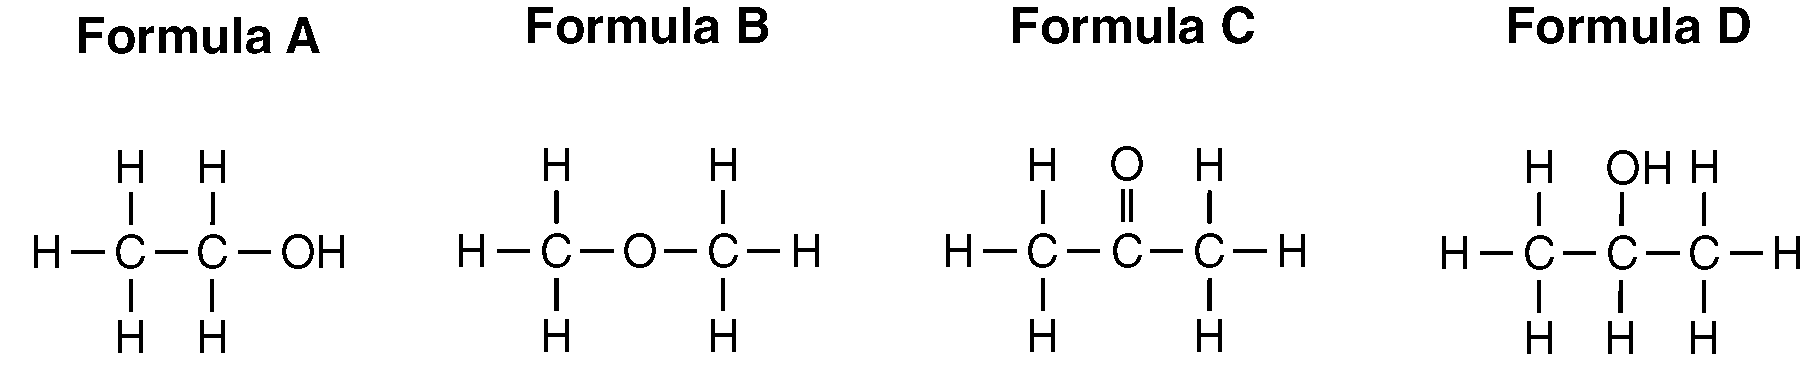 Formula A Formula B Formula C Formula D
H H H H H O H H OH H
H C C OH H C O C H H C C C H H C C C H
H H H H H H H H H